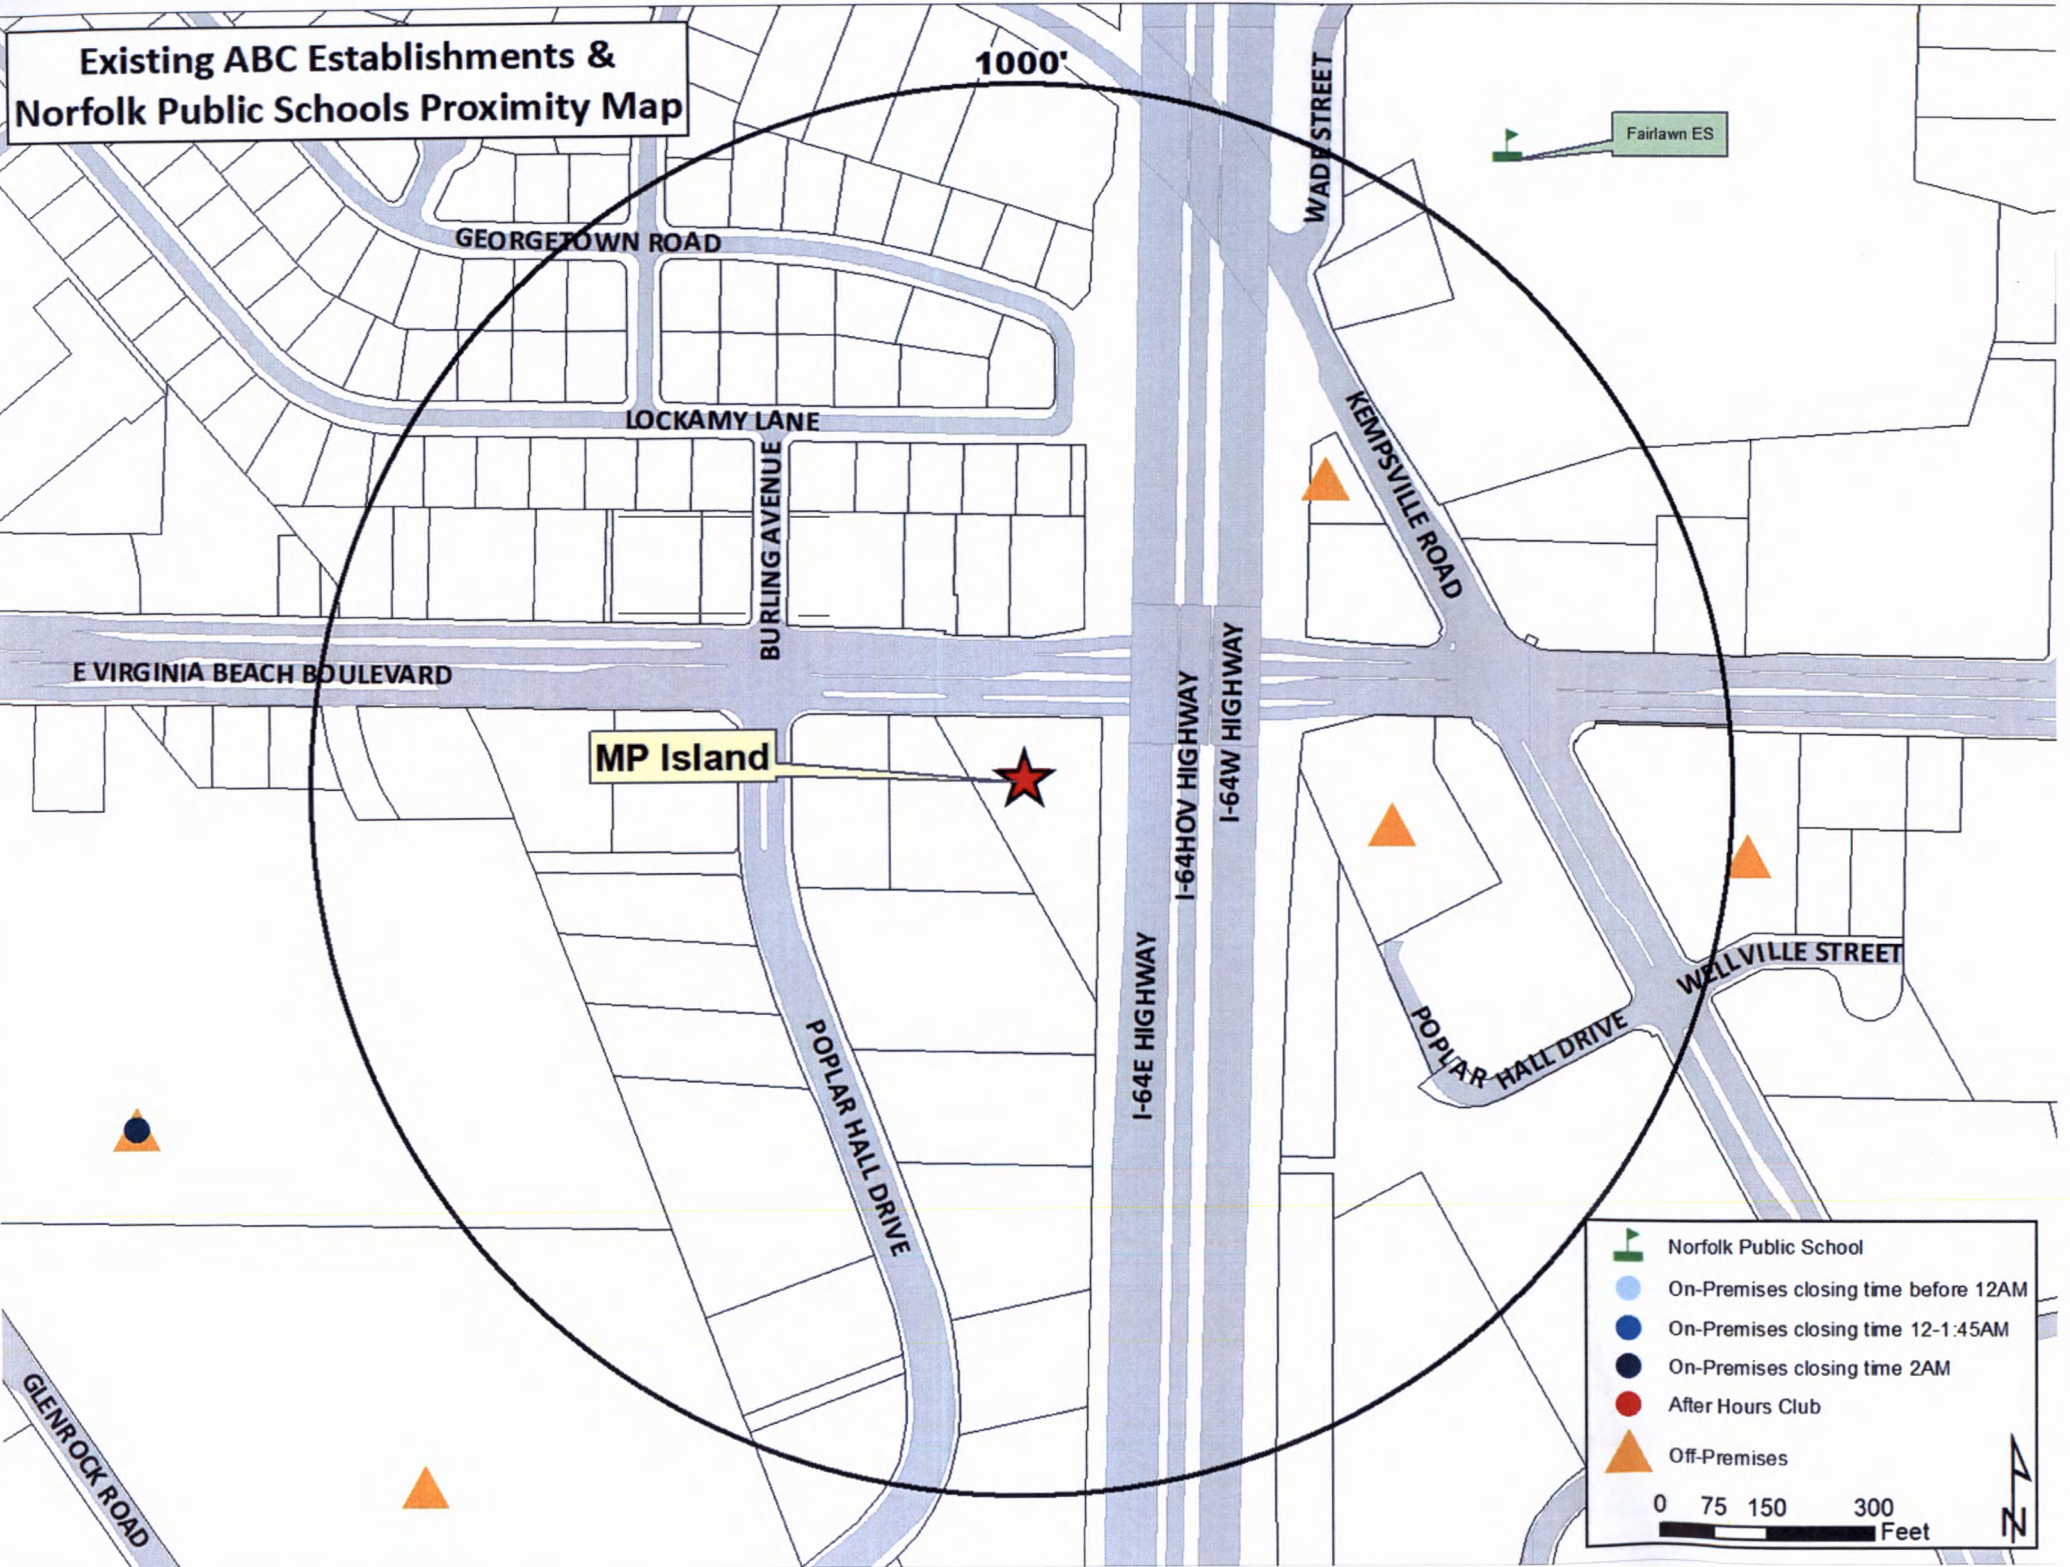 Existing ABC Establishments &
Norfolk Public Schools Proximity Map
1000'
WADE STREET
Fairlawn ES
GEORGETOWN ROAD
LOCKAMY LANE
KEMPSVILLE ROAD
BURLING AVENUE
E VIRGINIA BEACH BOULEVARD
MP Island
I-64HOV HIGHWAY
I-64W HIGHWAY
I-64E HIGHWAY
WELLVILLE STREET
POPLAR HALL DRIVE
POPLAR HALL DRIVE
GLENROCK ROAD
Norfolk Public School
On-Premises closing time before 12AM
On-Premises closing time 12-1:45AM
On-Premises closing time 2AM
After Hours Club
Off-Premises
0 75 150 300
Feet
N